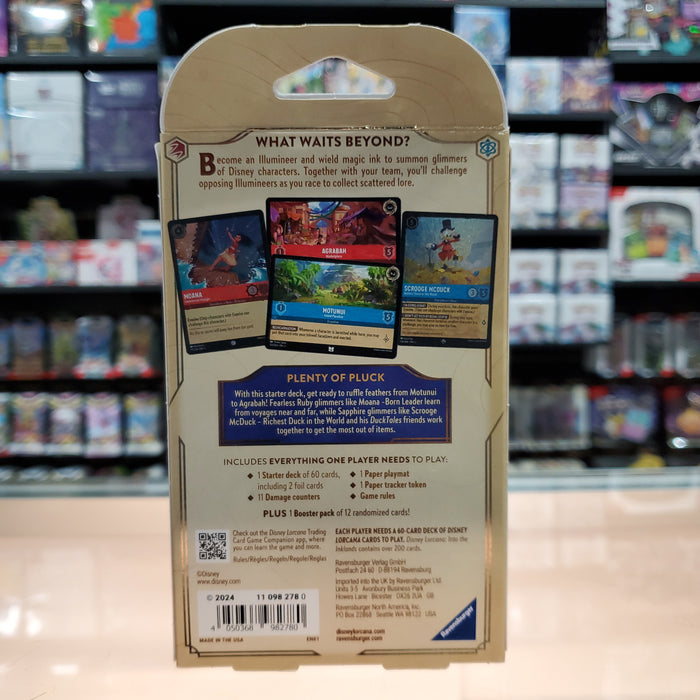 WHAT WAITS BEYOND?
Become an Illumineer and wield magic ink to summon glimmers
of Disney characters. Together with your team, you'll challenge
opposing Illumineers as you race to collect scattered lore.
AGRABAH
MOANA
MOTUNUI
SCROOGE MCDUCK
PLENTY OF PLUCK
With this starter deck, get ready to ruffle feathers from Motunui
to Agrabah! Fearless Ruby glimmers like Moana - Born Leader learn
from voyages near and far, while Sapphire glimmers like Scrooge
McDuck - Richest Duck in the World and his DuckTales friends work
together to get the most out of items.
INCLUDES EVERYTHING ONE PLAYER NEEDS TO PLAY:
◆ 1 Starter deck of 60 cards,
including 2 foil cards
◆ 11 Damage counters
◆ 1 Paper playmat
◆ 1 Paper tracker token
◆ Game rules
PLUS 1 Booster pack of 12 randomized cards!
Check out the Disney Lorcana Trading
Card Game Companion app, where
you can learn the game and more.
Rules/Règles/Regeln/Regole/Reglas
©Disney
www.disney.com
© 2024 11 098 278 0
4 050368 982780
MADE IN THE USA EN81
EACH PLAYER NEEDS A 60-CARD DECK OF DISNEY
LORCANA CARDS TO PLAY. Disney Lorcana: Into the
Inklands contains over 200 cards.
Ravensburger Verlag GmbH
Postfach 24 60 · D-88194 Ravensburg
Imported into the UK by Ravensburger Ltd.
Units 3-5 · Avonbury Business Park
Howes Lane · Bicester · OX26 2UA · GB
Ravensburger North America, Inc.
PO Box 22868 · Seattle WA 98122 · USA
disneylorcana.com
ravensburger.com
Ravensburger